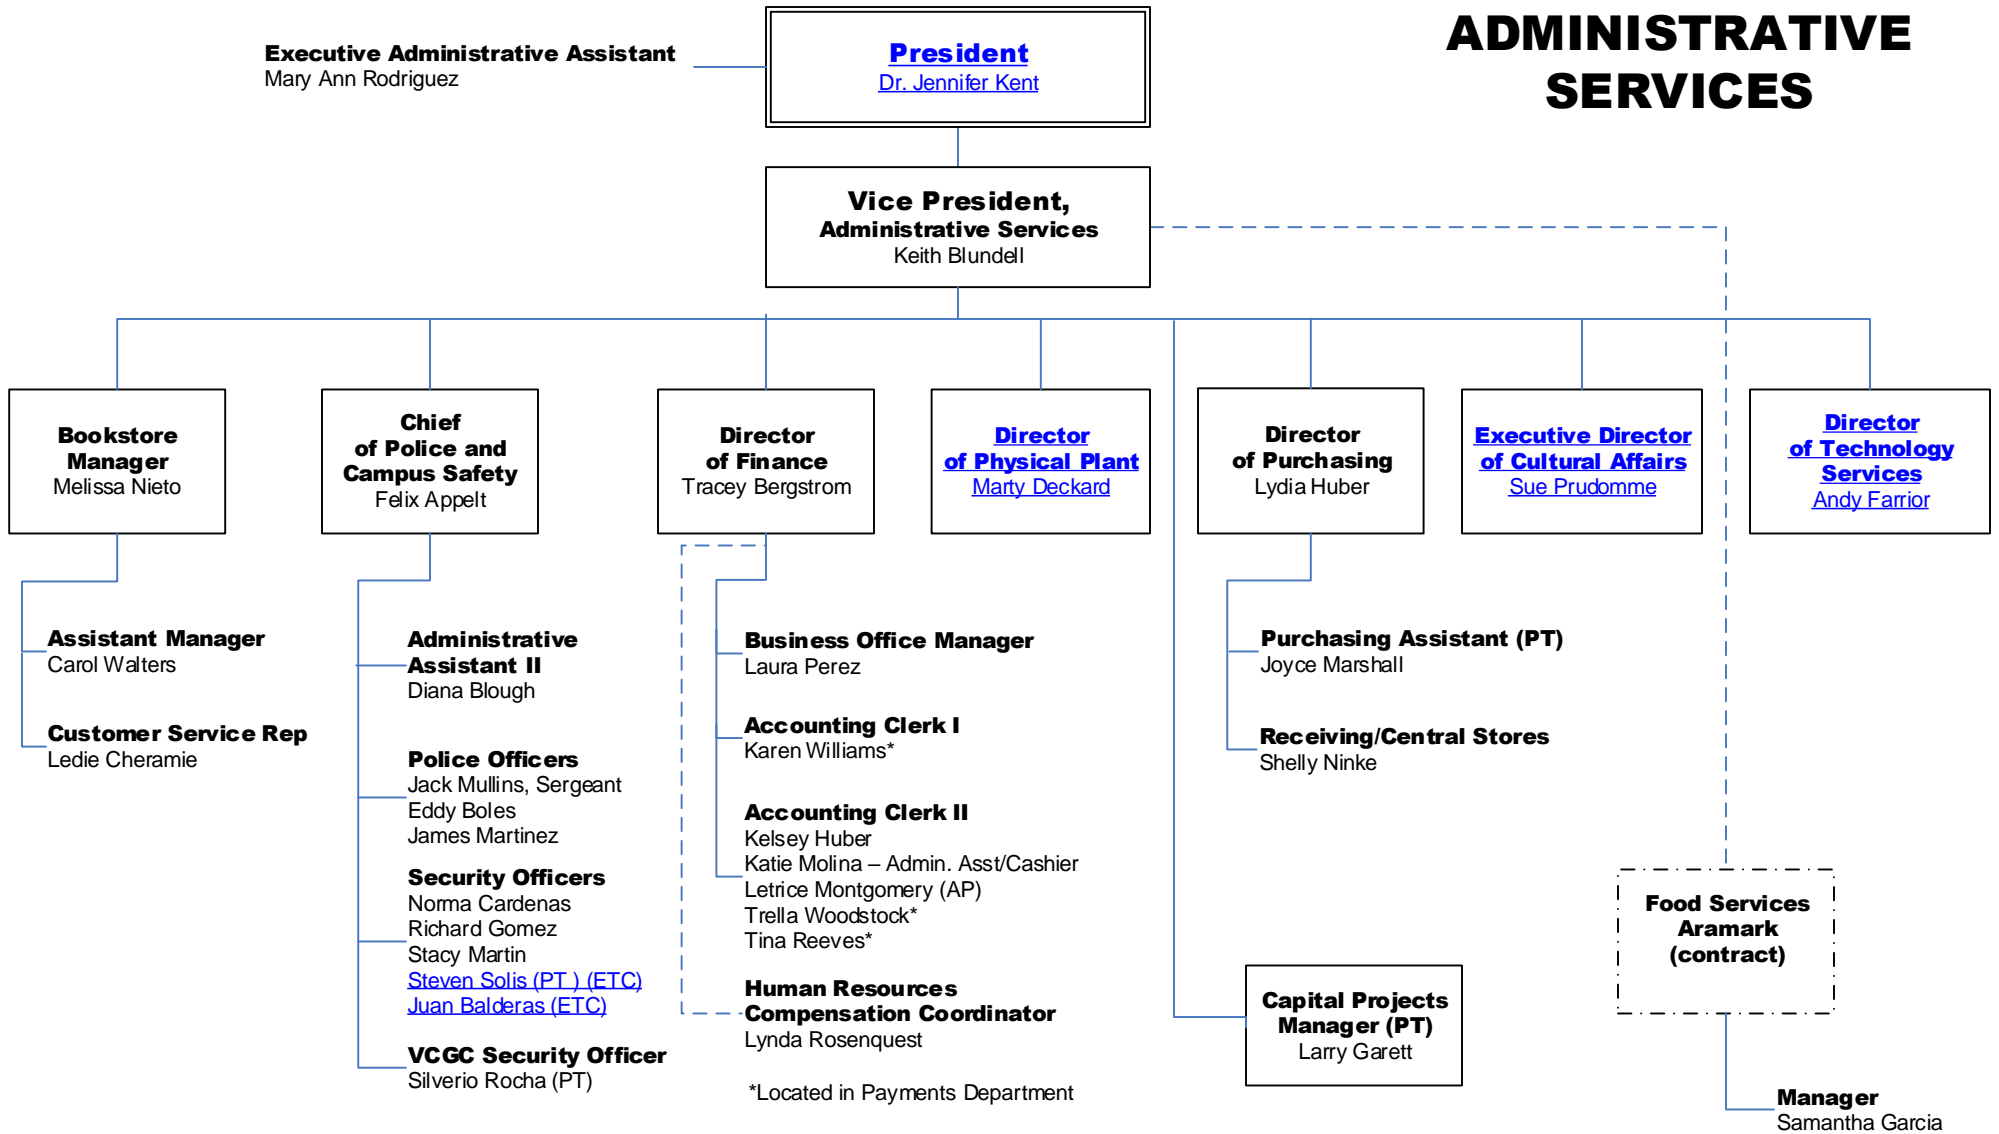 ADMINISTRATIVE
SERVICES
Executive Administrative Assistant
Mary Ann Rodriguez
President
Dr. Jennifer Kent
Vice President,
Administrative Services
Keith Blundell
Bookstore
Manager
Melissa Nieto
Chief
of Police and
Campus Safety
Felix Appelt
Director
of Finance
Tracey Bergstrom
Director
of Physical Plant
Marty Deckard
Director
of Purchasing
Lydia Huber
Executive Director
of Cultural Affairs
Sue Prudomme
Director
of Technology
Services
Andy Farrior
Assistant Manager
Carol Walters
Customer Service Rep
Ledie Cheramie
Administrative
Assistant II
Diana Blough
Police Officers
Jack Mullins, Sergeant
Eddy Boles
James Martinez
Security Officers
Norma Cardenas
Richard Gomez
Stacy Martin
Steven Solis (PT ) (ETC)
Juan Balderas (ETC)
VCGC Security Officer
Silverio Rocha (PT)
Business Office Manager
Laura Perez
Accounting Clerk I
Karen Williams*
Accounting Clerk II
Kelsey Huber
Katie Molina – Admin. Asst/Cashier
Letrice Montgomery (AP)
Trella Woodstock*
Tina Reeves*
Human Resources
Compensation Coordinator
Lynda Rosenquest
*Located in Payments Department
Purchasing Assistant (PT)
Joyce Marshall
Receiving/Central Stores
Shelly Ninke
Capital Projects
Manager (PT)
Larry Garett
Food Services
Aramark
(contract)
Manager
Samantha Garcia